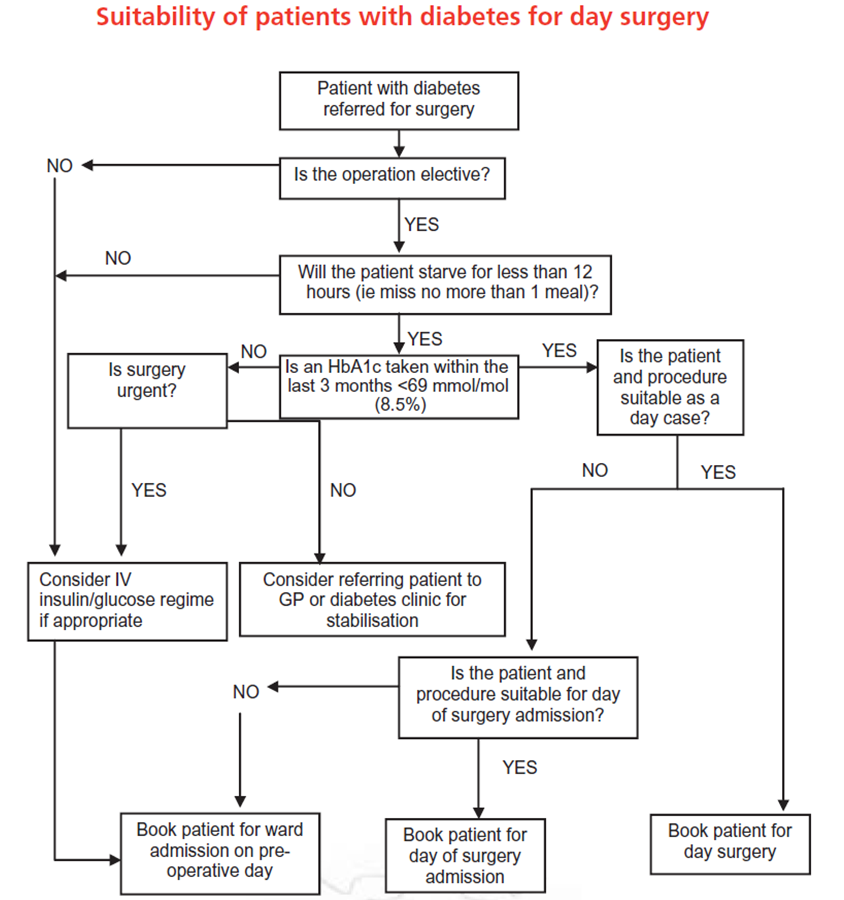 Suitability of patients with diabetes for day surgery
Patient with diabetes
referred for surgery
NO
Is the operation elective?
YES
NO
Will the patient starve for less than 12
hours (ie miss no more than 1 meal)?
YES
NO
YES
Is surgery
urgent?
Is an HbA1c taken within the
last 3 months <69 mmol/mol
(8.5%)
Is the patient
and procedure
suitable as a
day case?
YES
NO
NO
YES
Consider IV
insulin/glucose regime
if appropriate
Consider referring patient to
GP or diabetes clinic for
stabilisation
Is the patient and
procedure suitable for day
of surgery admission?
NO
YES
Book patient for ward
admission on pre-
operative day
Book patient for
day of surgery
admission
Book patient for
day surgery